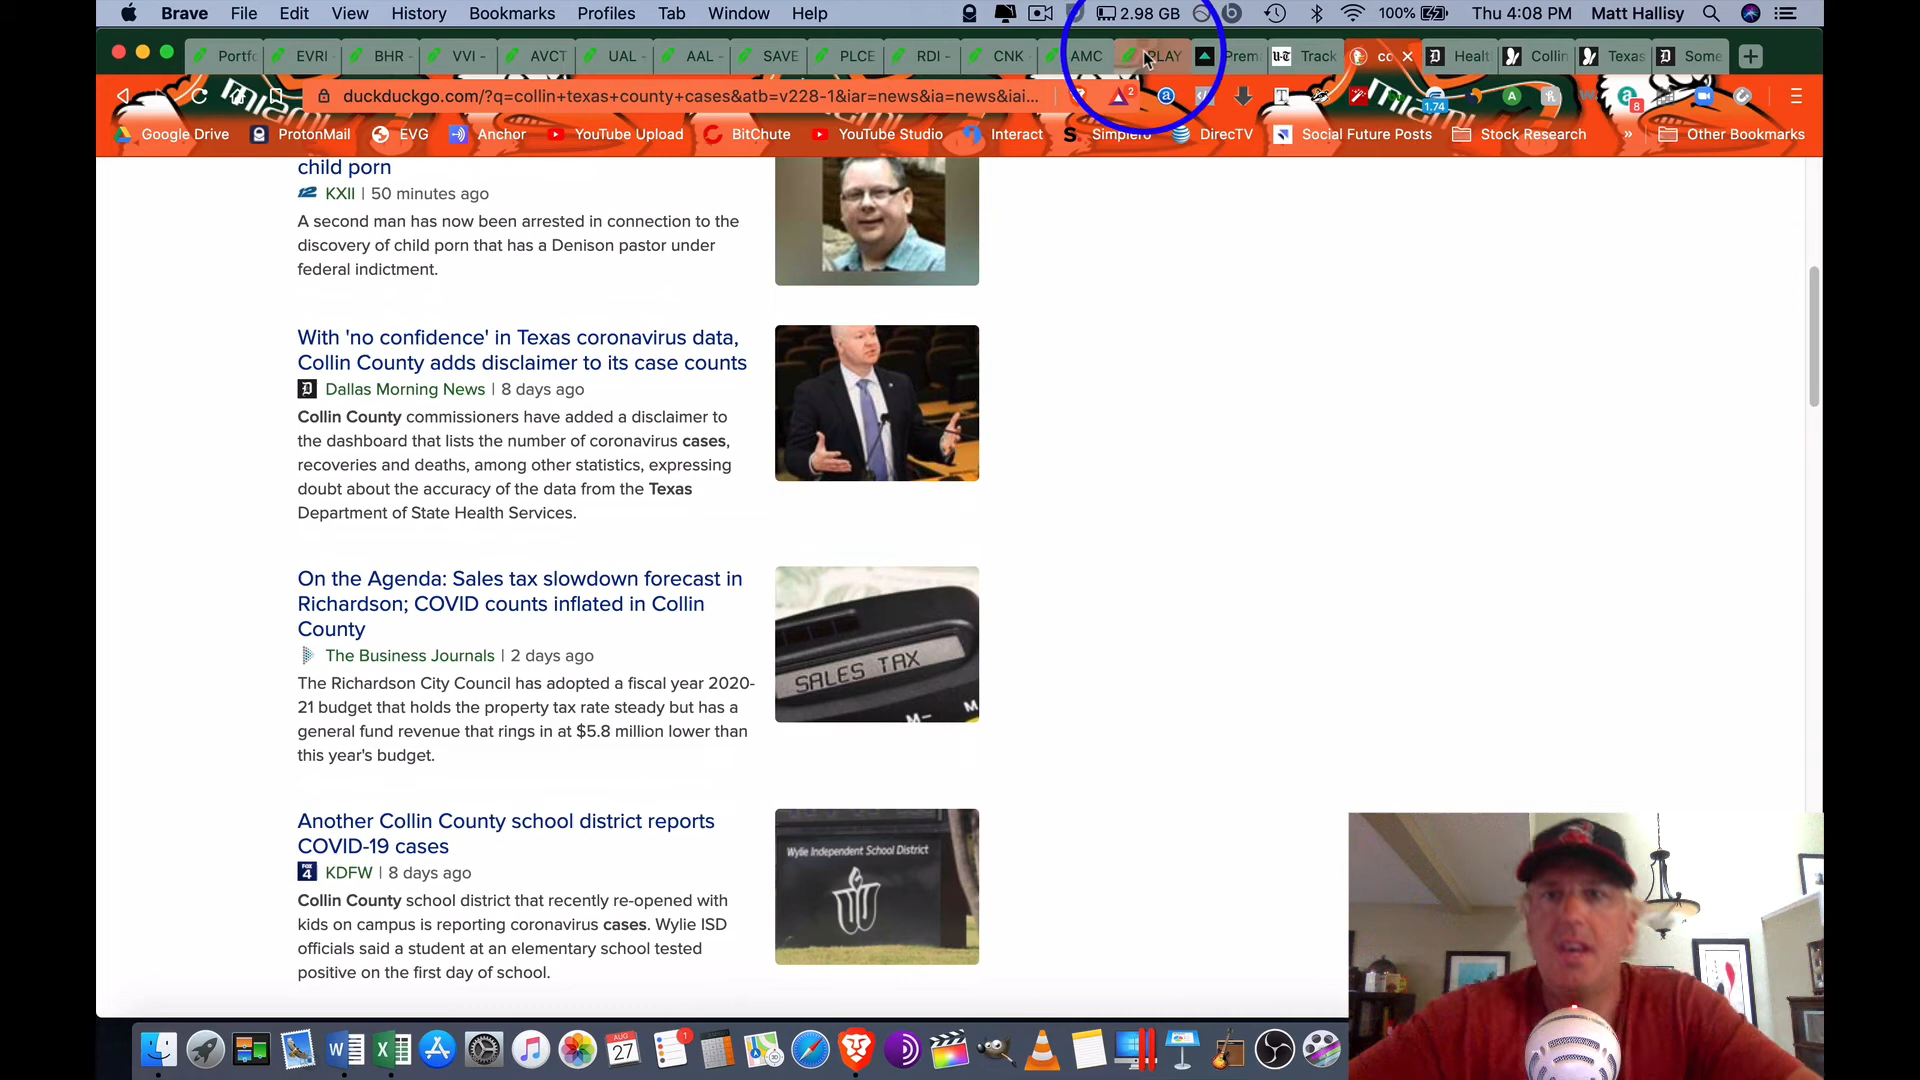 Brave File Edit View History Bookmarks Profiles Tab Window Help 2.98 GB 100% Thu 4:08 PM Matt Hallisy
Portfo EVRI BHR - VVI - AVCT UAL - AAL - SAVE PLCE RDI - CNK AMC PLAY Prem Track co Healt Collin Texas Some
duckduckgo.com/?q=collin+texas+county+cases&atb=v228-1&iar=news&ia=news&iai... 2 1.74 8
Google Drive ProtonMail EVG Anchor YouTube Upload BitChute YouTube Studio Interact Simplero DirecTV Social Future Posts Stock Research » Other Bookmarks
child porn
KXII | 50 minutes ago
A second man has now been arrested in connection to the
discovery of child porn that has a Denison pastor under
federal indictment.
With 'no confidence' in Texas coronavirus data,
Collin County adds disclaimer to its case counts
Dallas Morning News | 8 days ago
Collin County commissioners have added a disclaimer to
the dashboard that lists the number of coronavirus cases,
recoveries and deaths, among other statistics, expressing
doubt about the accuracy of the data from the Texas
Department of State Health Services.
On the Agenda: Sales tax slowdown forecast in
Richardson; COVID counts inflated in Collin
County
The Business Journals | 2 days ago
The Richardson City Council has adopted a fiscal year 2020-
21 budget that holds the property tax rate steady but has a
general fund revenue that rings in at $5.8 million lower than
this year's budget.
SALES TAX
M-
Another Collin County school district reports
COVID-19 cases
KDFW | 8 days ago
Collin County school district that recently re-opened with
kids on campus is reporting coronavirus cases. Wylie ISD
officials said a student at an elementary school tested
positive on the first day of school.
Wylie Independent School District
AUG
27
1